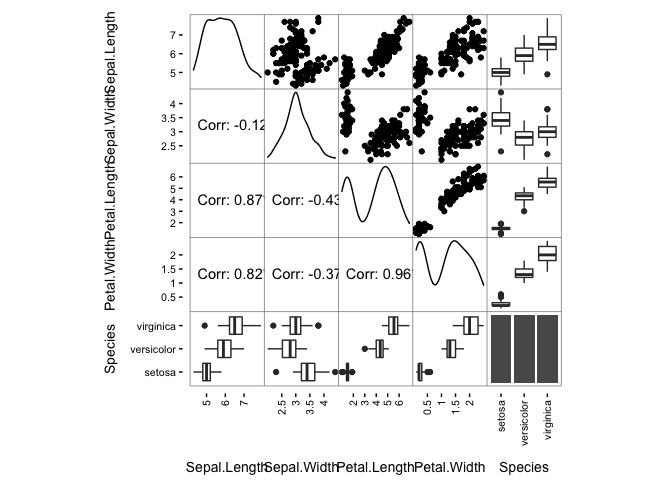 Sepal.Length
7
6
5
Sepal.Width
4
3.5
3
2.5
Corr: -0.12
Petal.Length
6
5
4
3
2
Corr: 0.87
Corr: -0.43
Petal.Width
2
1.5
1
0.5
Corr: 0.82
Corr: -0.37
Corr: 0.96
Species
virginica
versicolor
setosa
5 6 7 2.5 3 3.5 4 2 3 4 5 6 0.5 1 1.5 2 setosa versicolor virginica
Sepal.Length Sepal.Width Petal.Length Petal.Width Species